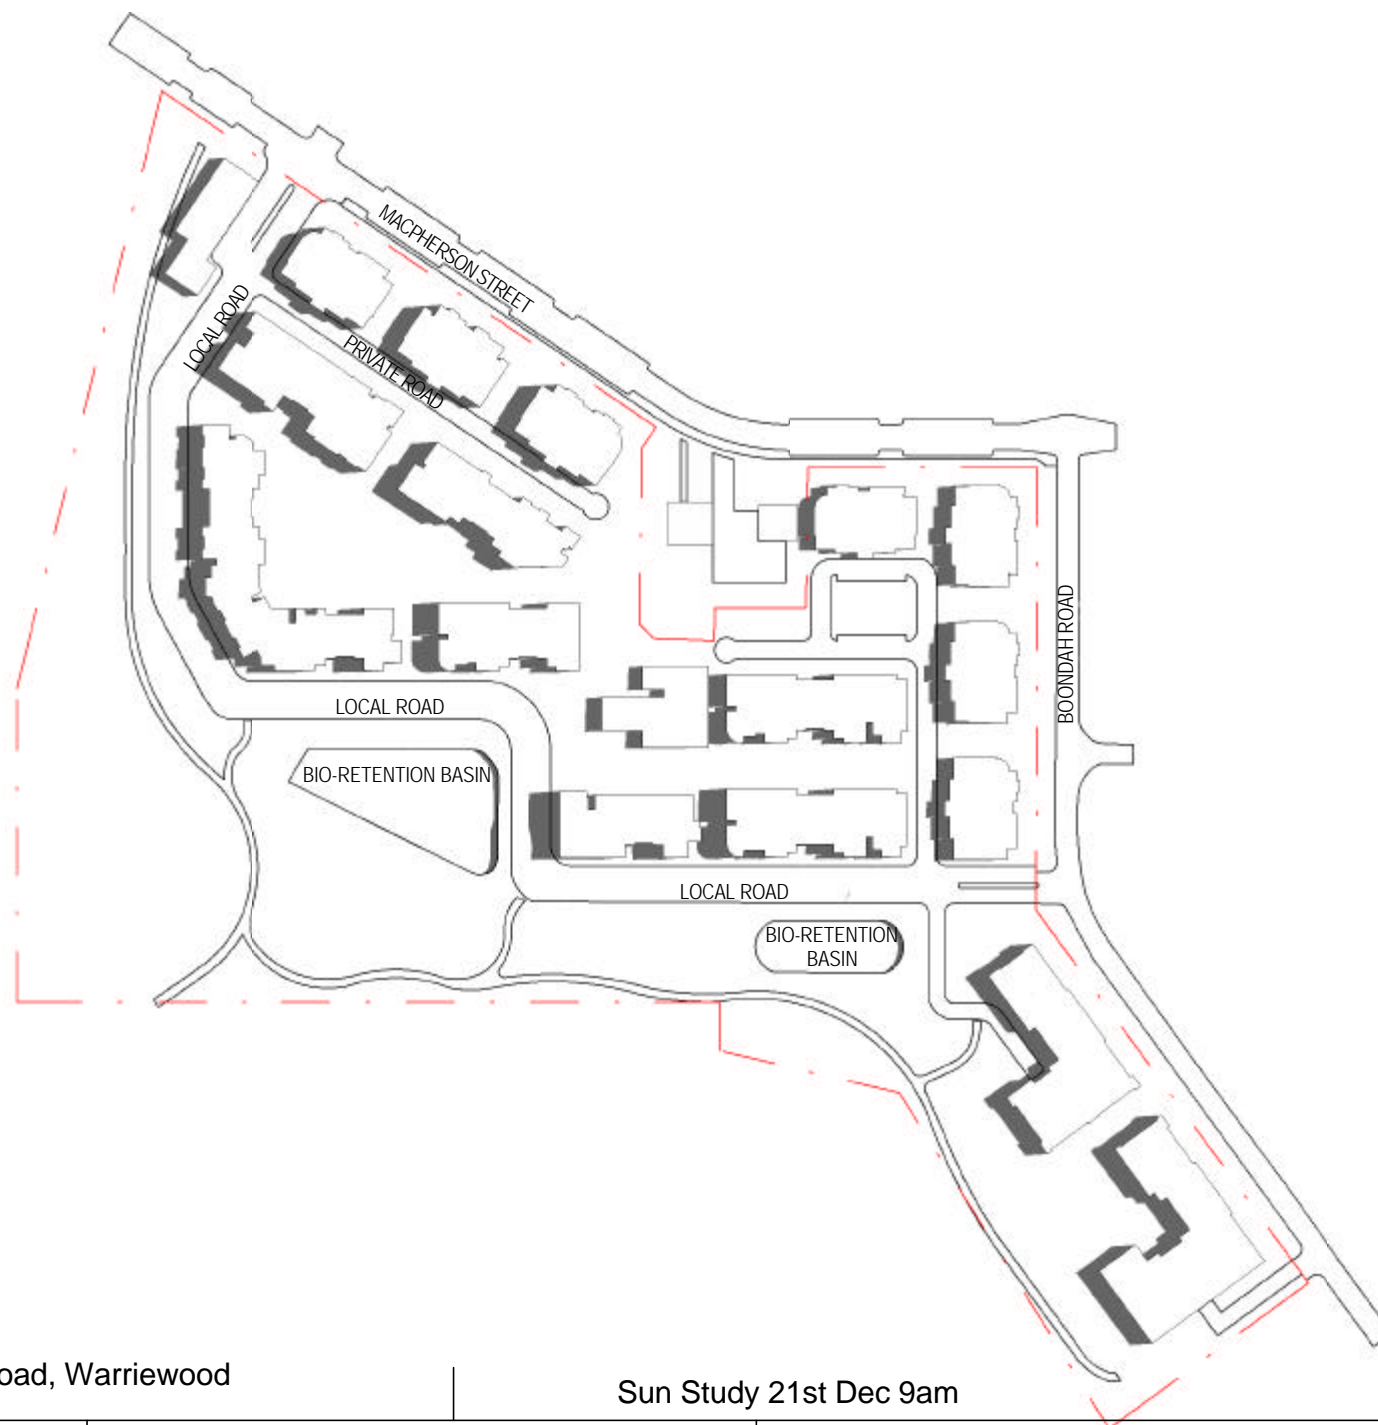 MACPHERSON STREET
LOCAL ROAD
PRIVATE ROAD
BOONDAH ROAD
LOCAL ROAD
BIO-RETENTION BASIN
LOCAL ROAD
BIO-RETENTION
BASIN
oad, Warriewood
Sun Study 21st Dec 9am